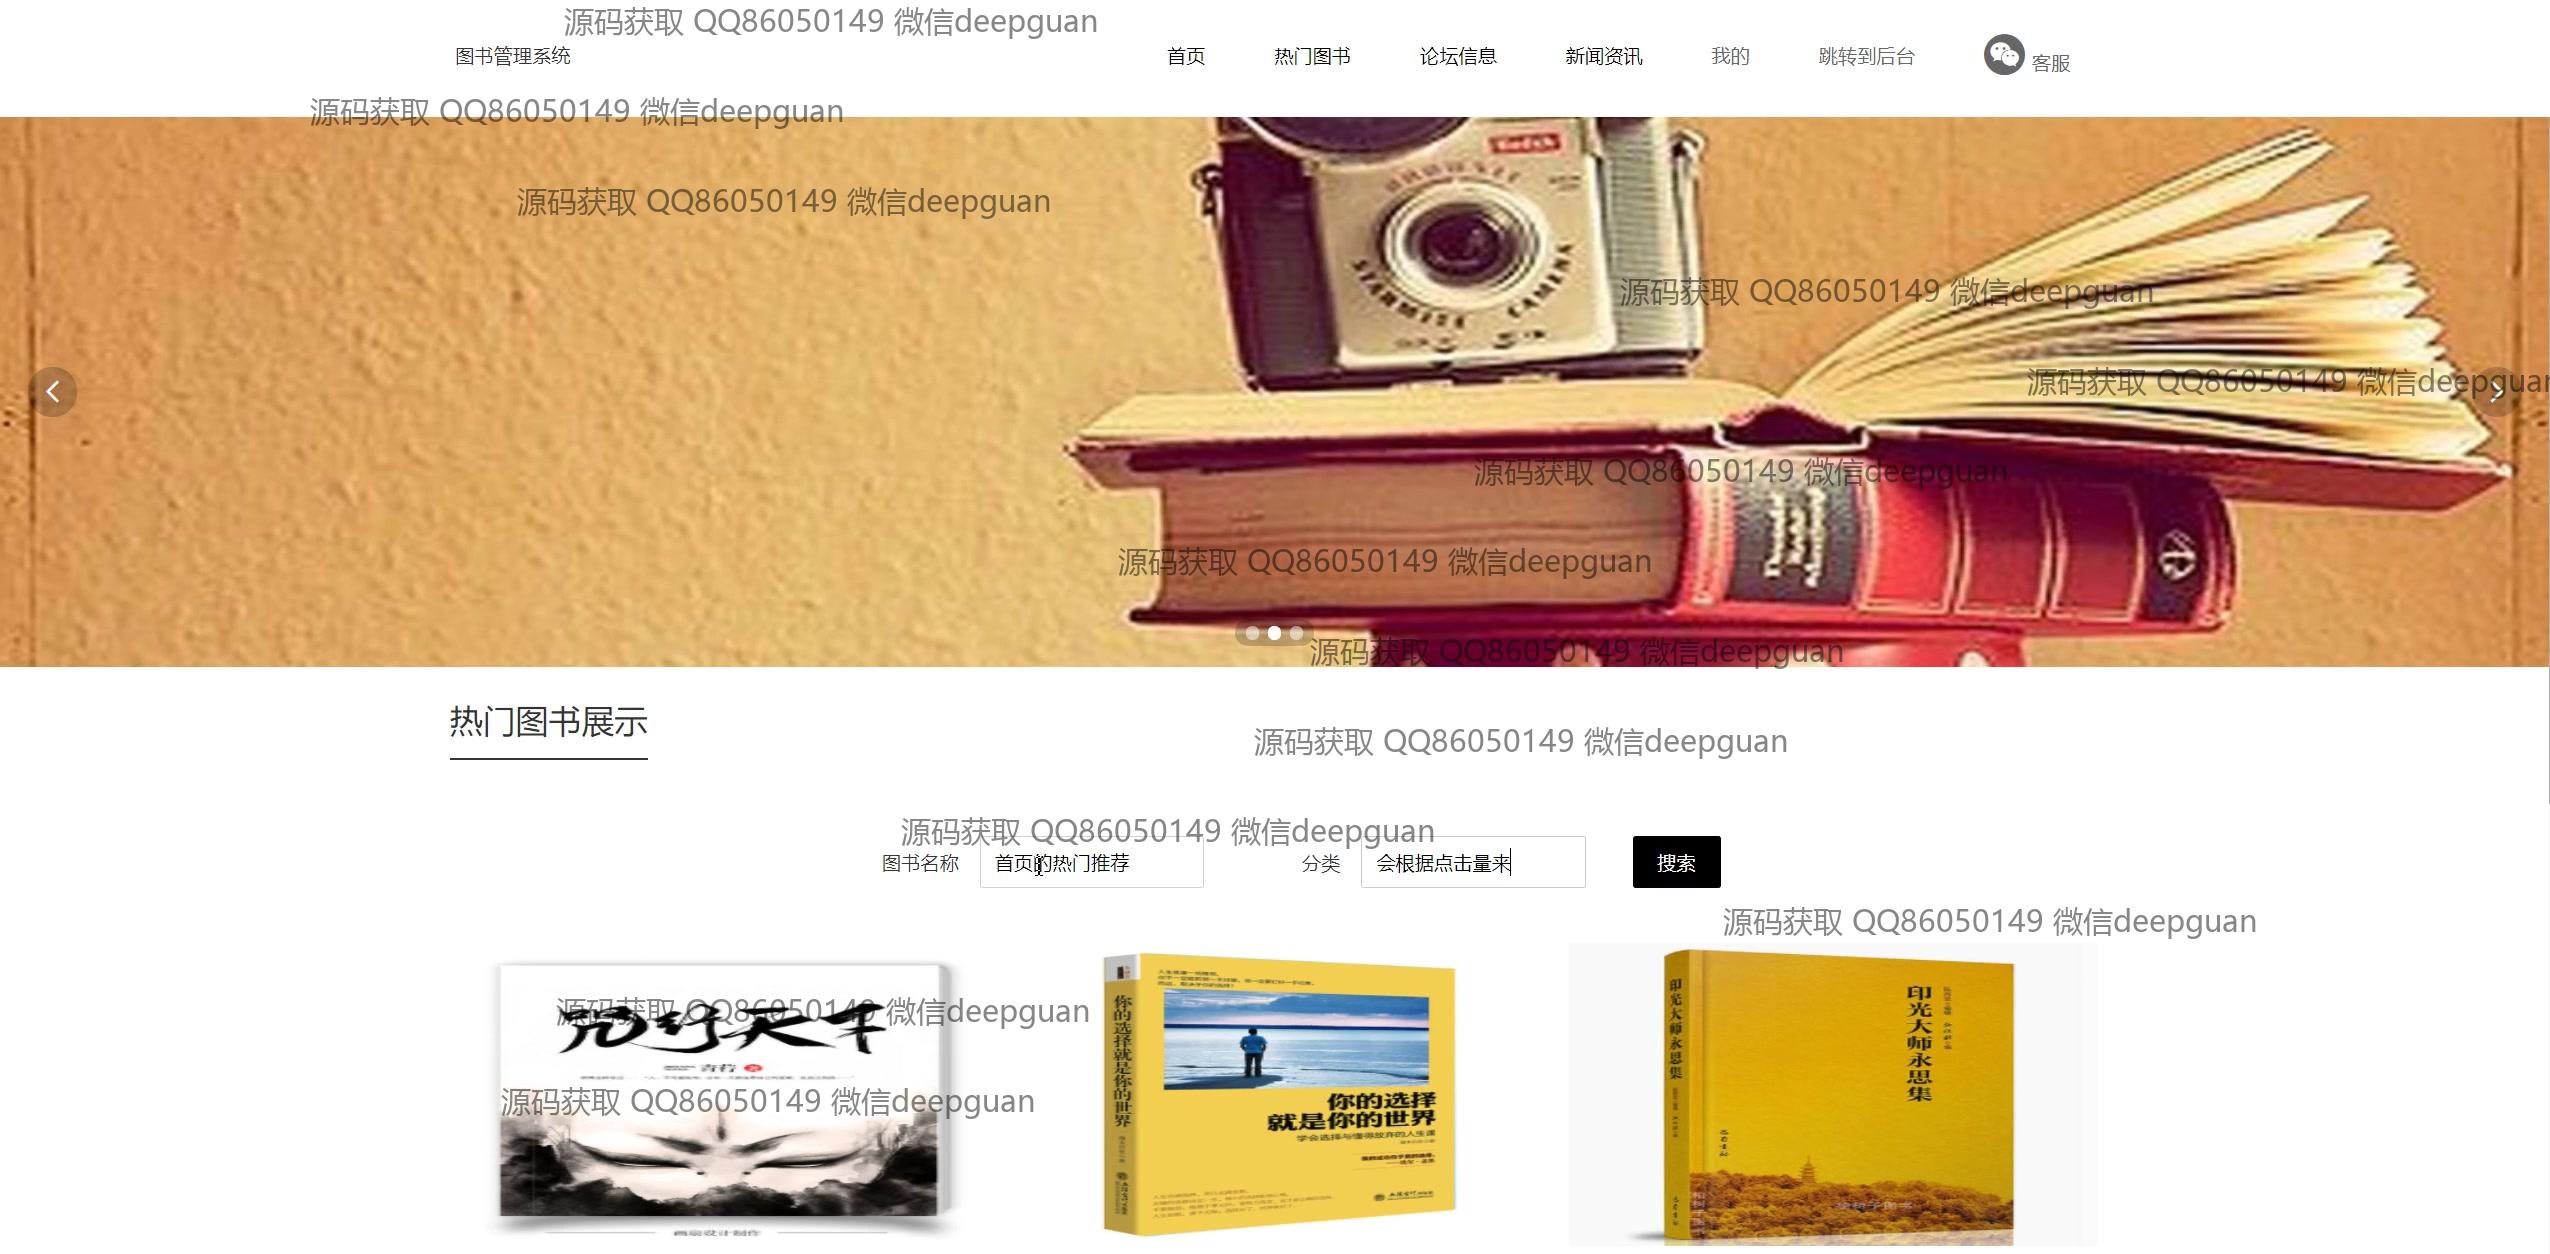 源码获取 QQ86050149 微信deepguan
图书管理系统
首页
热门图书
论坛信息
新闻资讯
我的
跳转到后台
客服
源码获取 QQ86050149 微信deepguan
Kodak
源码获取 QQ86050149 微信deepguan
STARMITE CAMERA
源码获取 QQ86050149 微信deepguan
源码获取 QQ86050149 微信deepguan
源码获取 QQ86050149 微信deepguan
源码获取 QQ86050149 微信deepguan
源码获取 QQ86050149 微信deepguan
热门图书展示
源码获取 QQ86050149 微信deepguan
源码获取 QQ86050149 微信deepguan
图书名称
首页的热门推荐
分类
会根据点击量来
搜索
源码获取 QQ86050149 微信deepguan
源码获取 QQ86050149 微信deepguan
源码获取 QQ86050149 微信deepguan
你的选择就是你的世界
你的选择
就是你的世界
学会选择与懂得放弃的人生课
印光大师永思集
印光大师永思集